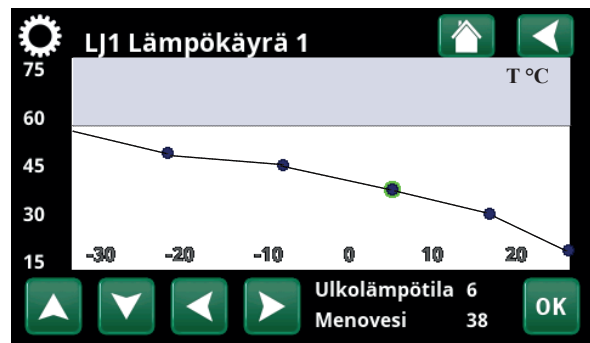 LJ1 Lämpökäyrä 1
T °C
75
60
45
30
15
-30 -20 -10 0 10 20
Ulkolämpötila 6
Menovesi 38
OK